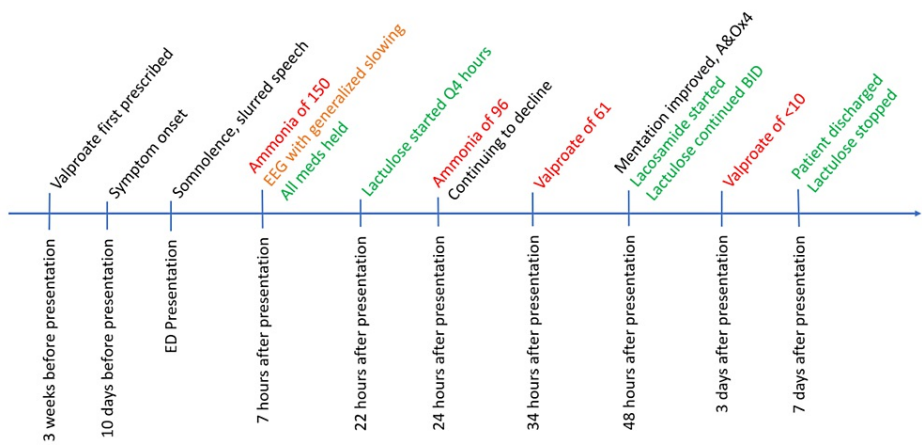 Valproate first prescribed
Symptom onset
Somnolence, slurred speech
Ammonia of 150
EEG with generalized slowing
All meds held
Lactulose started Q4 hours
Ammonia of 96
Continuing to decline
Valproate of 61
Mentation improved, A&Ox4
Lacosamide started
Lactulose continued BID
Valproate of <10
Patient discharged
Lactulose stopped
3 weeks before presentation
10 days before presentation
ED Presentation
7 hours after presentation
22 hours after presentation
24 hours after presentation
34 hours after presentation
48 hours after presentation
3 days after presentation
7 days after presentation